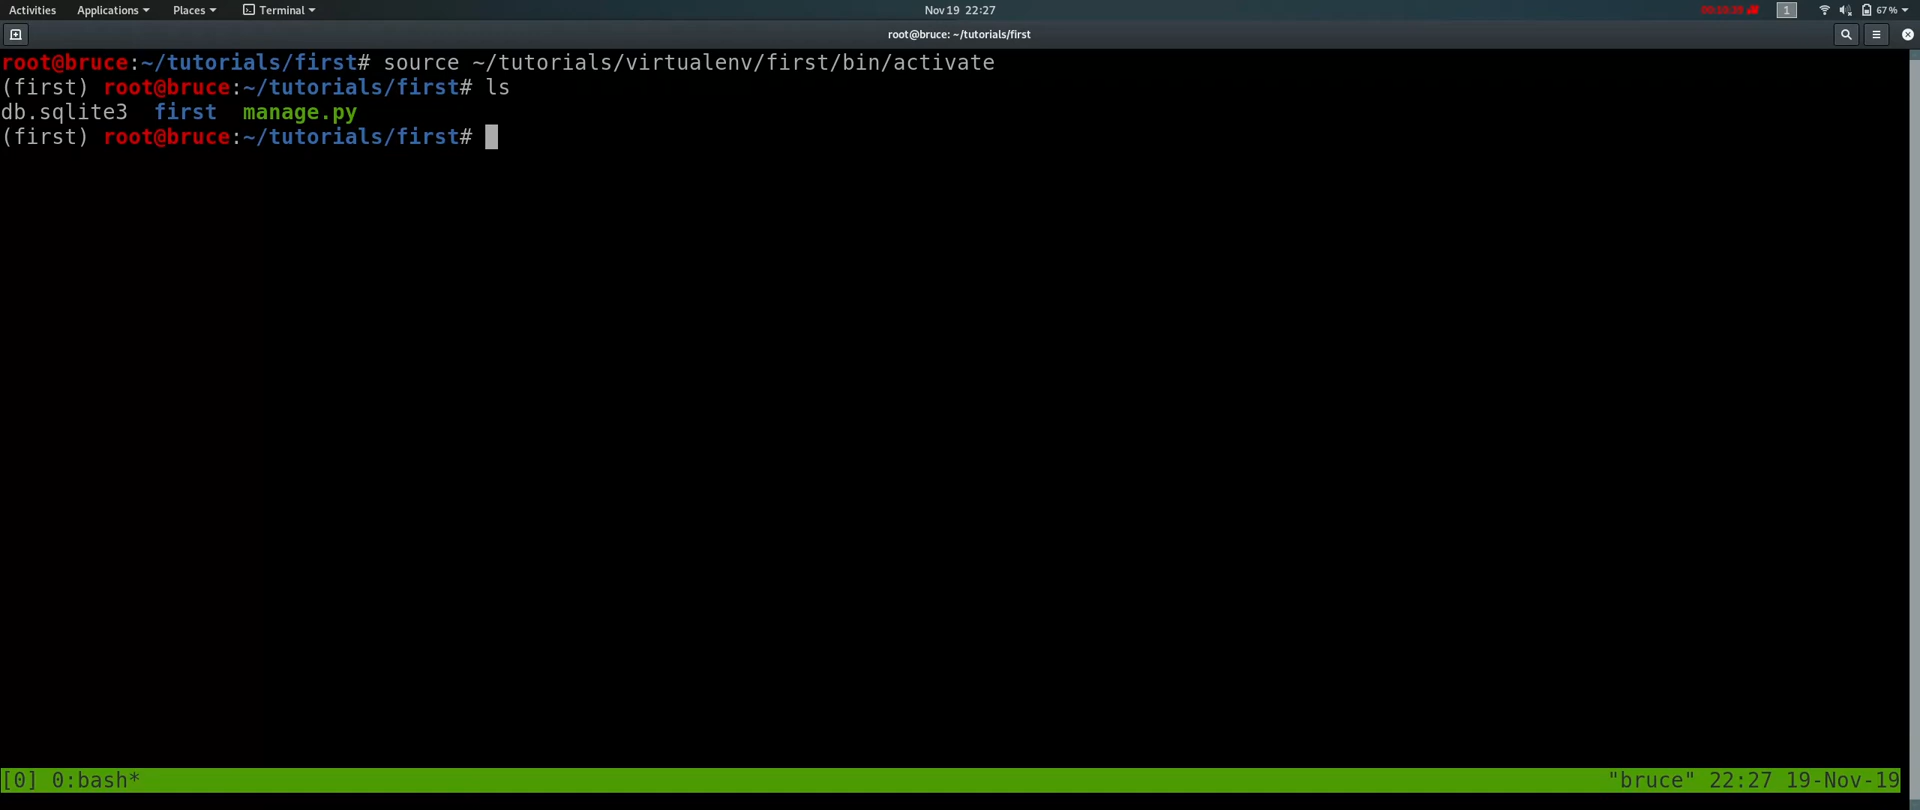 Activities Applications Places Terminal Nov 19 22:27 1 67 %
root@bruce: ~/tutorials/first
root@bruce:~/tutorials/first# source ~/tutorials/virtualenv/first/bin/activate
(first) root@bruce:~/tutorials/first# ls
db.sqlite3 first manage.py
(first) root@bruce:~/tutorials/first#
[0] 0:bash* "bruce" 22:27 19-Nov-19